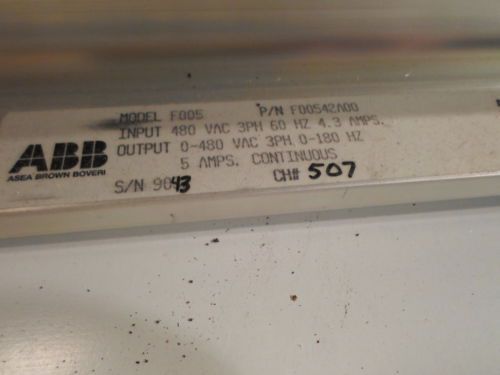 MODEL F005 P/N F00542A00
INPUT 480 VAC 3PH 60 HZ 4.3 AMPS.
OUTPUT 0-480 VAC 3PH 0-180 HZ
5 AMPS. CONTINUOUS
ABB
ASEA BROWN BOVERI
S/N 9043 CH# 507